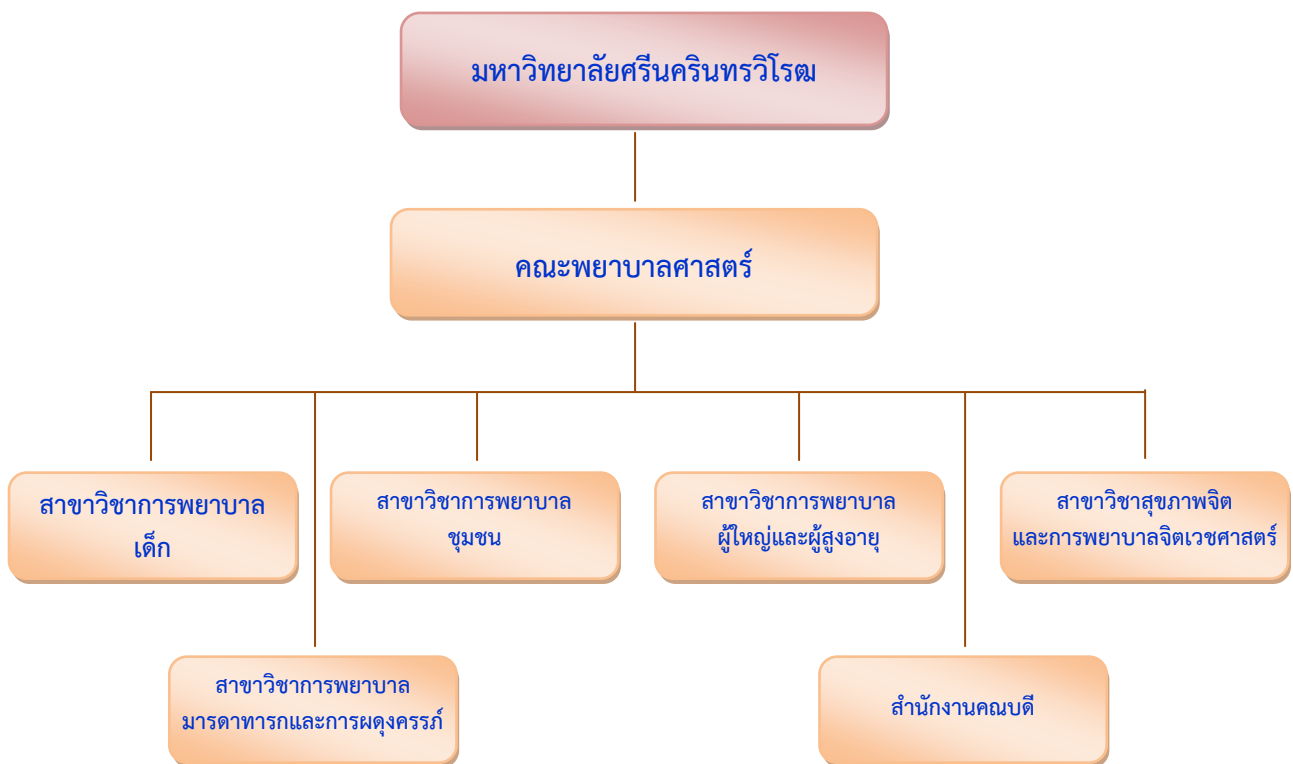 มหาวิทยาลัยศรีนครินทรวิโรฒ
คณะพยาบาลศาสตร์
สาขาวิชาการพยาบาล
เด็ก
สาขาวิชาการพยาบาล
ชุมชน
สาขาวิชาการพยาบาล
ผู้ใหญ่และผู้สูงอายุ
สาขาวิชาสุขภาพจิต
และการพยาบาลจิตเวชศาสตร์
สาขาวิชาการพยาบาล
มารดาทารกและการผดุงครรภ์
สำนักงานคณบดี